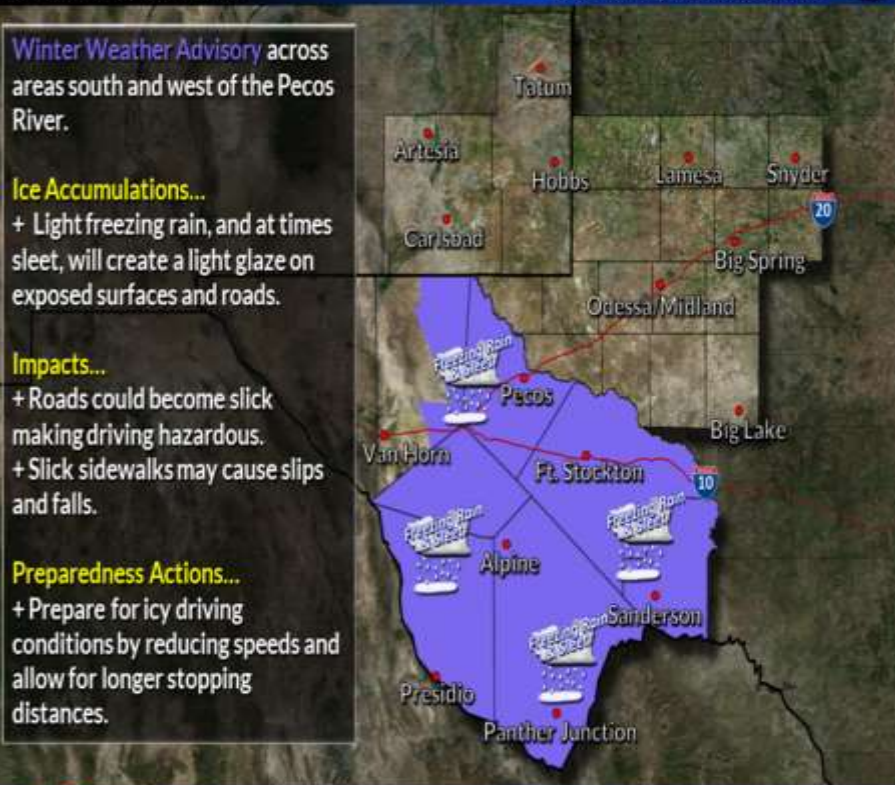 Winter Weather Advisory across
areas south and west of the Pecos
River.
Ice Accumulations...
+ Light freezing rain, and at times
sleet, will create a light glaze on
exposed surfaces and roads.
Impacts...
+ Roads could become slick
making driving hazardous.
+ Slick sidewalks may cause slips
and falls.
Preparedness Actions...
+ Prepare for icy driving
conditions by reducing speeds and
allow for longer stopping
distances.
Tatum
Artesia
Hobbs
Lamesa
Snyder
20
Carlsbad
Big Spring
Odessa/Midland
Freezing Rain
& Sleet
Pecos
Big Lake
Van Horn
Ft. Stockton
10
Freezing Rain
& Sleet
Freezing Rain
& Sleet
Alpine
Sanderson
Freezing Rain
& Sleet
Presidio
Panther Junction